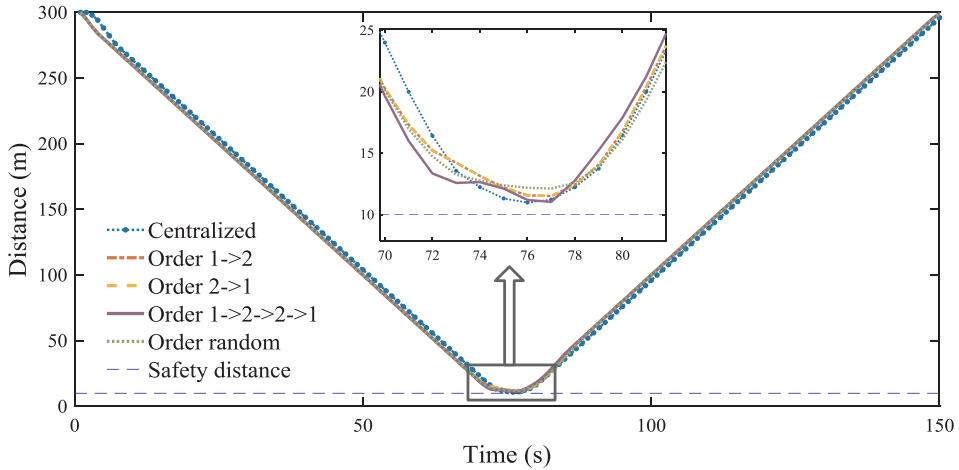 300
250
200
150
100
50
0
Distance (m)
25
20
15
10
70 72 74 76 78 80
Centralized
Order 1->2
Order 2->1
Order 1->2->2->1
Order random
Safety distance
0 50 100 150
Time (s)